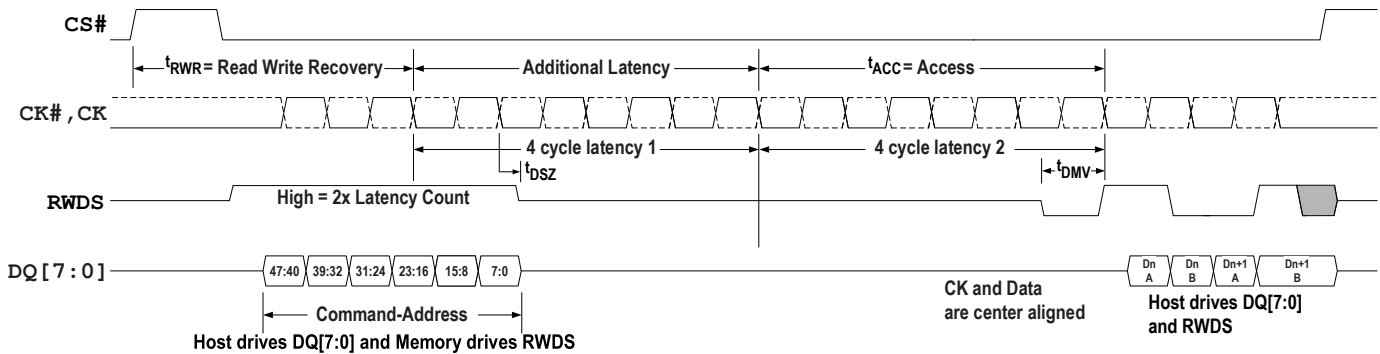 CS#
tRWR= Read Write Recovery
Additional Latency
tACC= Access
CK#,CK
4 cycle latency 1
4 cycle latency 2
tDSZ
tDMV
High = 2x Latency Count
RWDS
DQ[7:0]
47:40 39:32 31:24 23:16 15:8 7:0
Dn A
Dn B
Dn+1 A
Dn+1 B
CK and Data
are center aligned
Command-Address
Host drives DQ[7:0]
and RWDS
Host drives DQ[7:0] and Memory drives RWDS